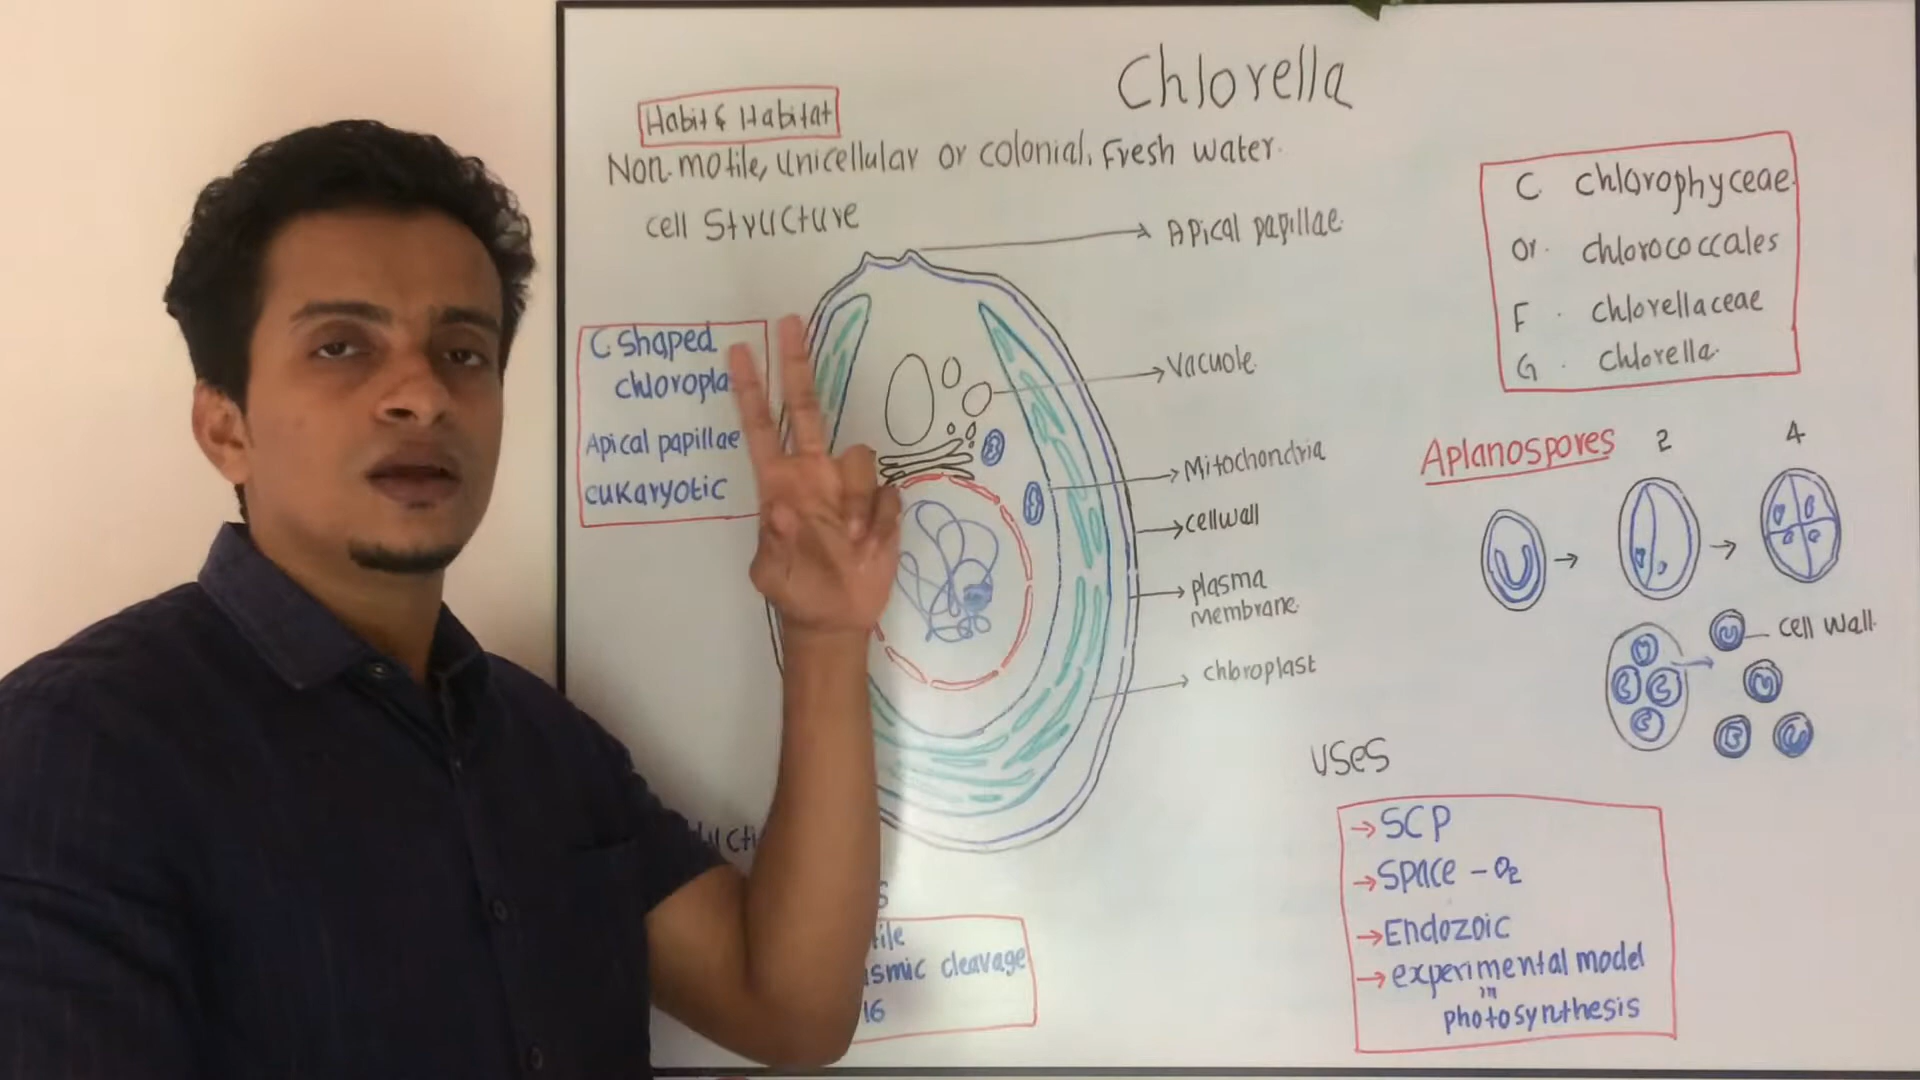 Chlorella
Habit & Habitat
Non-motile, unicellular or colonial, Fresh water.
cell Structure
Apical papillae
C chlorophyceae
Or chlorococcales
F chlorellaceae
G chlorella
C shaped
Apical papillae
eukaryotic
Vacuole
Mitochondria
cellwall
plasma
membrane
chloroplast
Aplanospores 2 4
cell wall
uses
→ SCP
→ Space - O2
→ Endozoic
→ experimental model
in
photosynthesis
cleavage
16